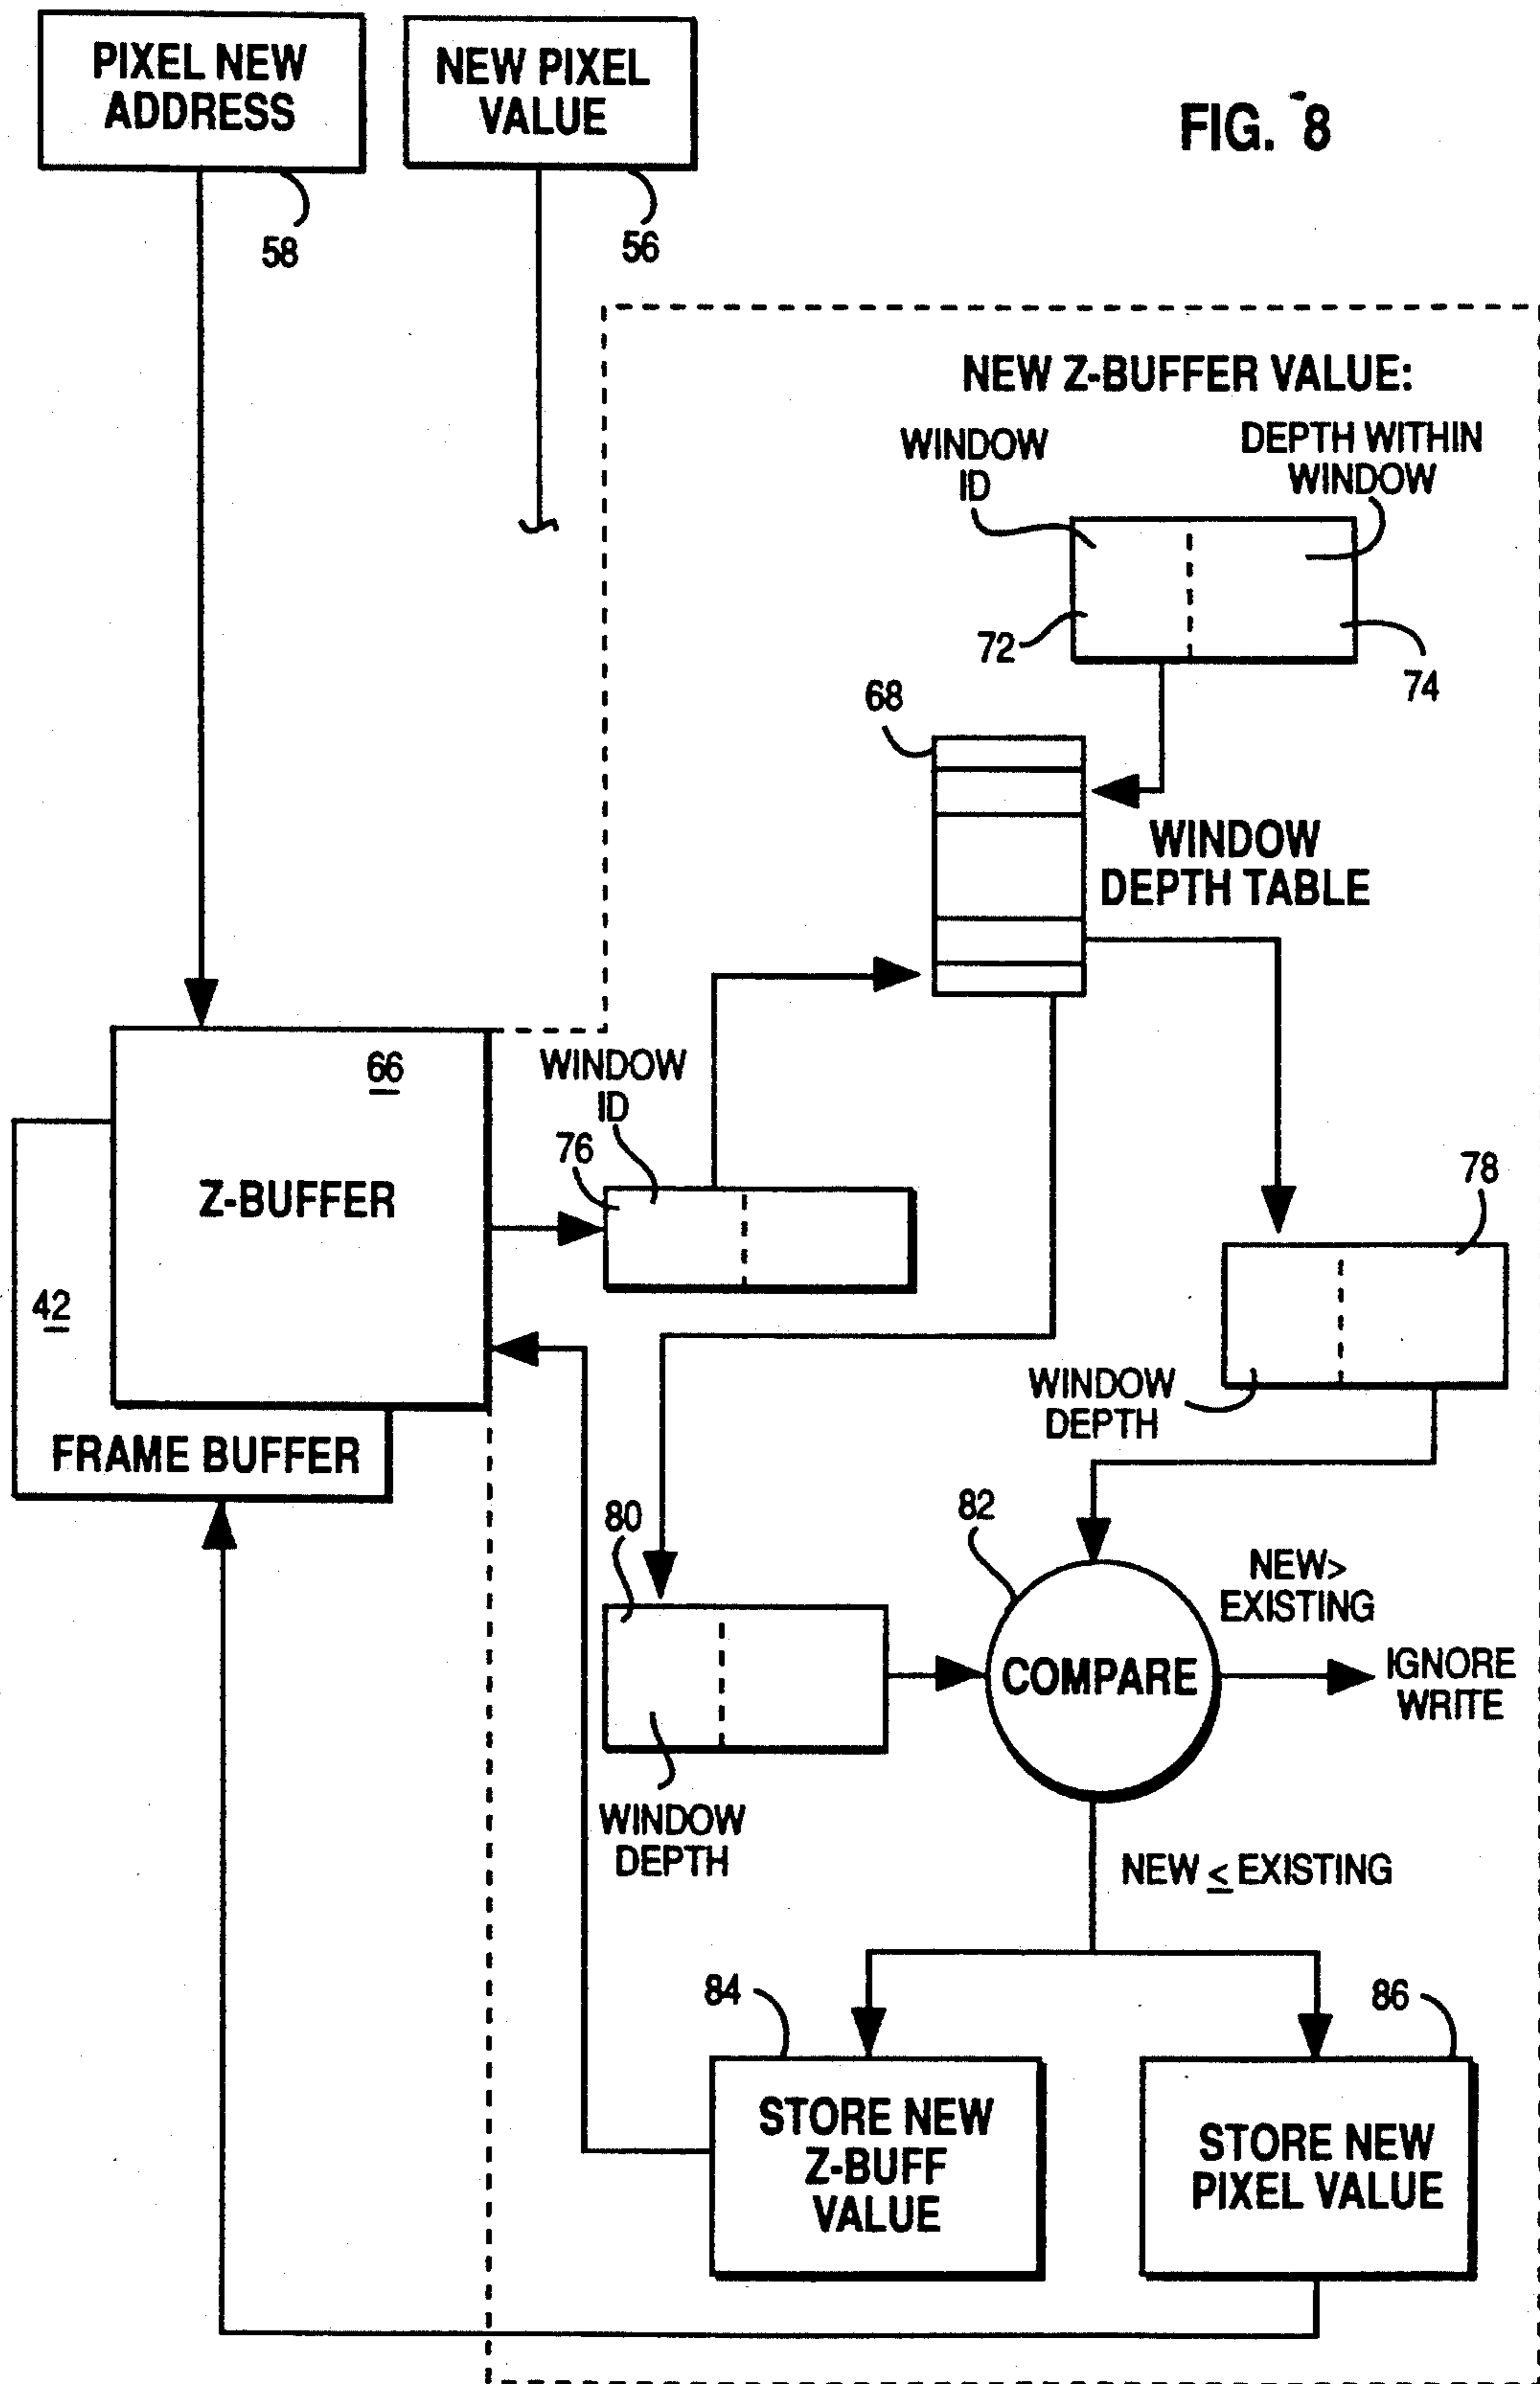 PIXEL NEW
ADDRESS
58
NEW PIXEL
VALUE
56
FIG. 8
NEW Z-BUFFER VALUE:
WINDOW
ID
DEPTH WITHIN
WINDOW
72
74
68
WINDOW
DEPTH TABLE
66
Z-BUFFER
42
FRAME BUFFER
WINDOW
ID
76
78
WINDOW
DEPTH
80
WINDOW
DEPTH
82
COMPARE
NEW>
EXISTING
IGNORE
WRITE
NEW ≤ EXISTING
84
STORE NEW
Z-BUFF
VALUE
86
STORE NEW
PIXEL VALUE